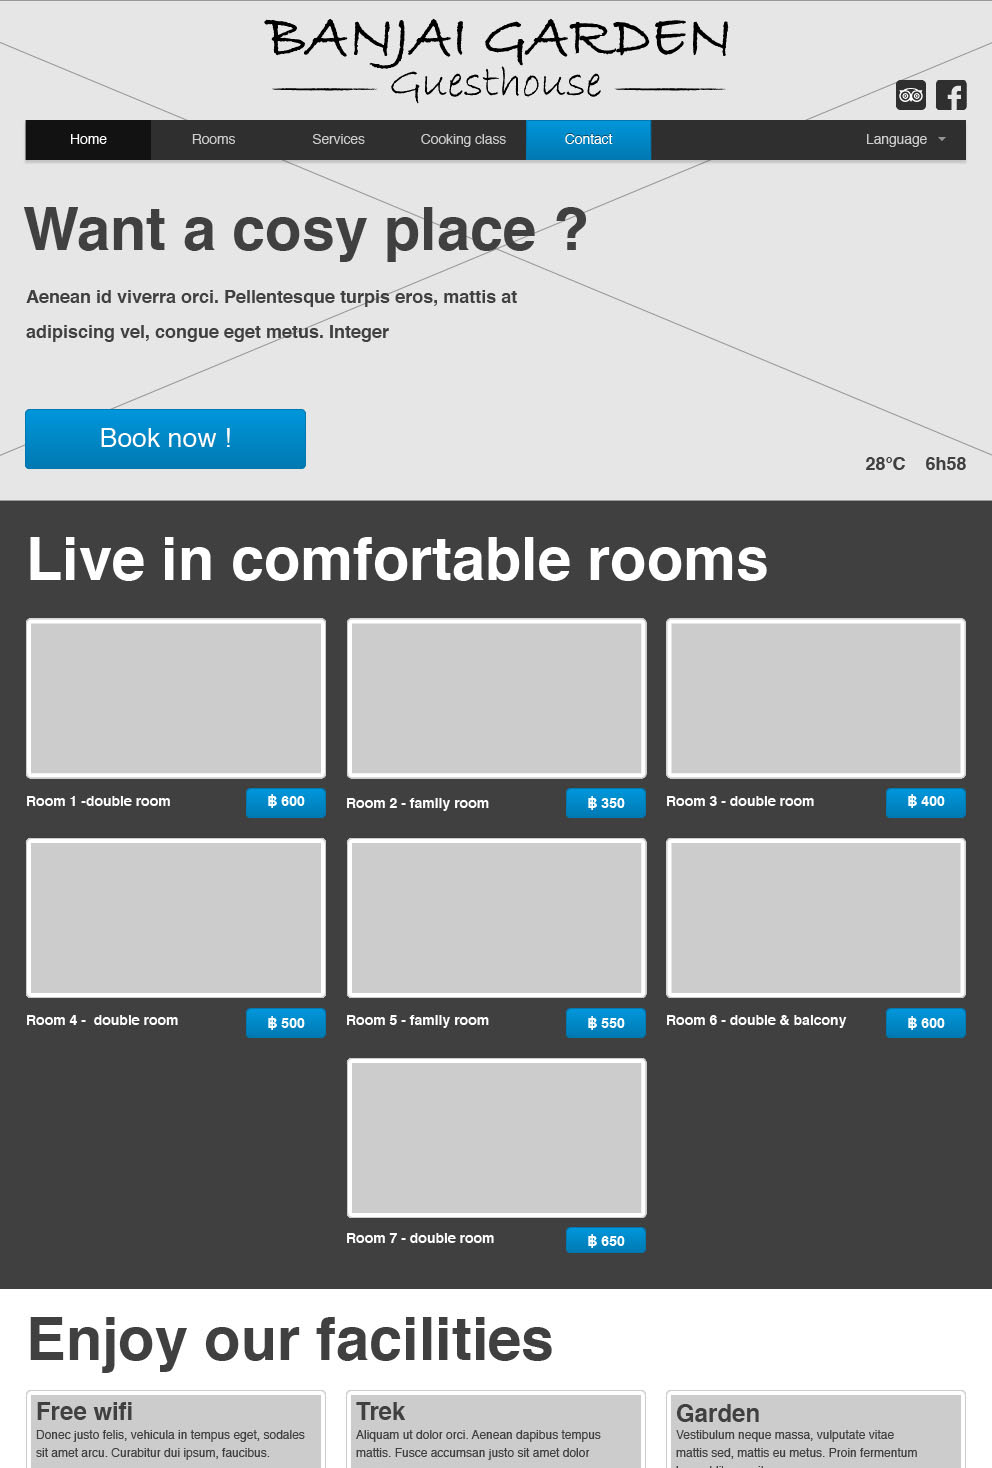 BANJAI GARDEN
Guesthouse
Home Rooms Services Cooking class Contact Language
Want a cosy place ?
Aenean id viverra orci. Pellentesque turpis eros, mattis at
adipiscing vel, congue eget metus. Integer
Book now !
28°C 6h58
Live in comfortable rooms
Room 1 -double room ฿ 600
Room 2 - family room ฿ 350
Room 3 - double room ฿ 400
Room 4 -  double room ฿ 500
Room 5 - family room ฿ 550
Room 6 - double & balcony ฿ 600
Room 7 - double room ฿ 650
Enjoy our facilities
Free wifi
Donec justo felis, vehicula in tempus eget, sodales
sit amet arcu. Curabitur dui ipsum, faucibus.
Trek
Aliquam ut dolor orci. Aenean dapibus tempus
mattis. Fusce accumsan justo sit amet dolor
Garden
Vestibulum neque massa, vulputate vitae
mattis sed, mattis eu metus. Proin fermentum